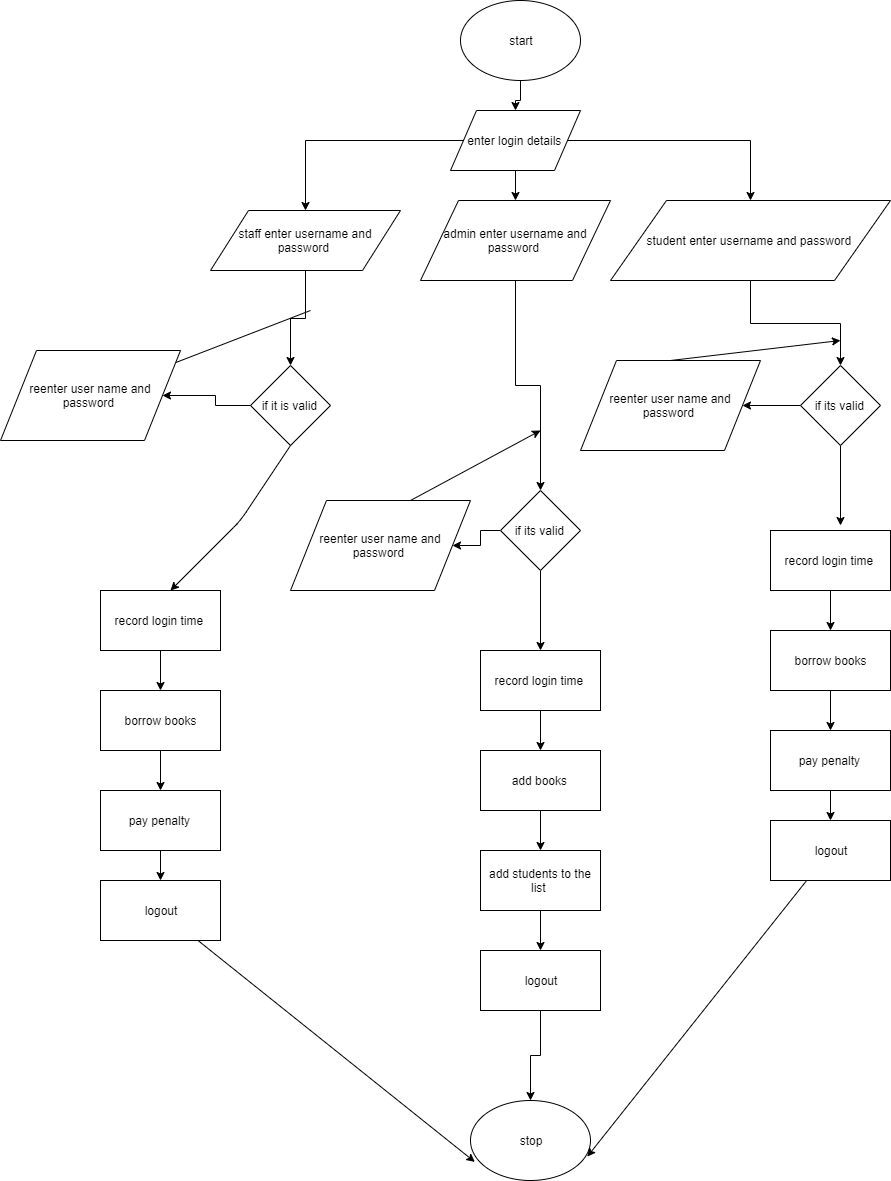 start
enter login details
staff enter username and
password
admin enter username and
password
student enter username and password
reenter user name and
password
if it is valid
reenter user name and
password
if its valid
reenter user name and
password
if its valid
record login time
borrow books
pay penalty
logout
record login time
add books
add students to the
list
logout
record login time
borrow books
pay penalty
logout
stop